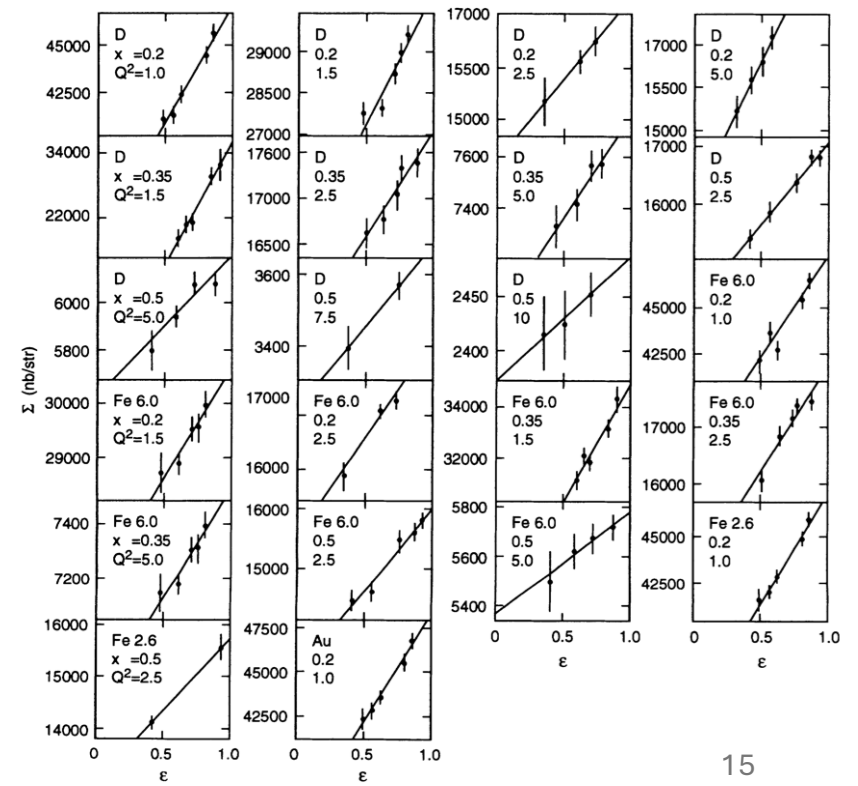 Σ (nb/str)
45000
42500
D
x =0.2
Q²=1.0
34000
22000
D
x =0.35
Q²=1.5
6000
5800
D
x =0.5
Q²=5.0
30000
29000
Fe 6.0
x =0.2
Q²=1.5
7400
7200
Fe 6.0
x =0.35
Q²=5.0
16000
15000
14000
Fe 2.6
x =0.5
Q²=2.5
0 0.5 1.0
ε
29000
28500
27000
D
0.2
1.5
17600
17000
16500
D
0.35
2.5
3600
3400
D
0.5
7.5
17000
16000
Fe 6.0
0.2
2.5
16000
15000
Fe 6.0
0.5
2.5
47500
45000
42500
Au
0.2
1.0
0 0.5 1.0
ε
17000
15500
15000
D
0.2
2.5
7600
7400
D
0.35
5.0
2450
2400
D
0.5
10
34000
32000
Fe 6.0
0.35
1.5
5800
5600
5400
Fe 6.0
0.5
5.0
0 0.5 1.0
ε
17000
15500
15000
D
0.2
5.0
17000
16000
D
0.5
2.5
45000
42500
Fe 6.0
0.2
1.0
17000
16000
Fe 6.0
0.35
2.5
45000
42500
Fe 2.6
0.2
1.0
0 0.5 1.0
ε
15